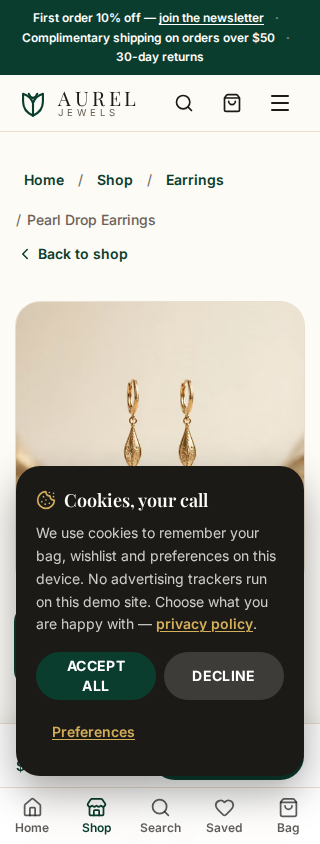 First order 10% off — join the newsletter ·
Complimentary shipping on orders over $50 ·
30-day returns
AUREL
JEWELS
Home / Shop / Earrings
/ Pearl Drop Earrings
Back to shop
Cookies, your call
We use cookies to remember your
bag, wishlist and preferences on this
device. No advertising trackers run
on this demo site. Choose what you
are happy with — privacy policy.
ACCEPT
ALL
DECLINE
Preferences
Home
Shop
Search
Saved
Bag